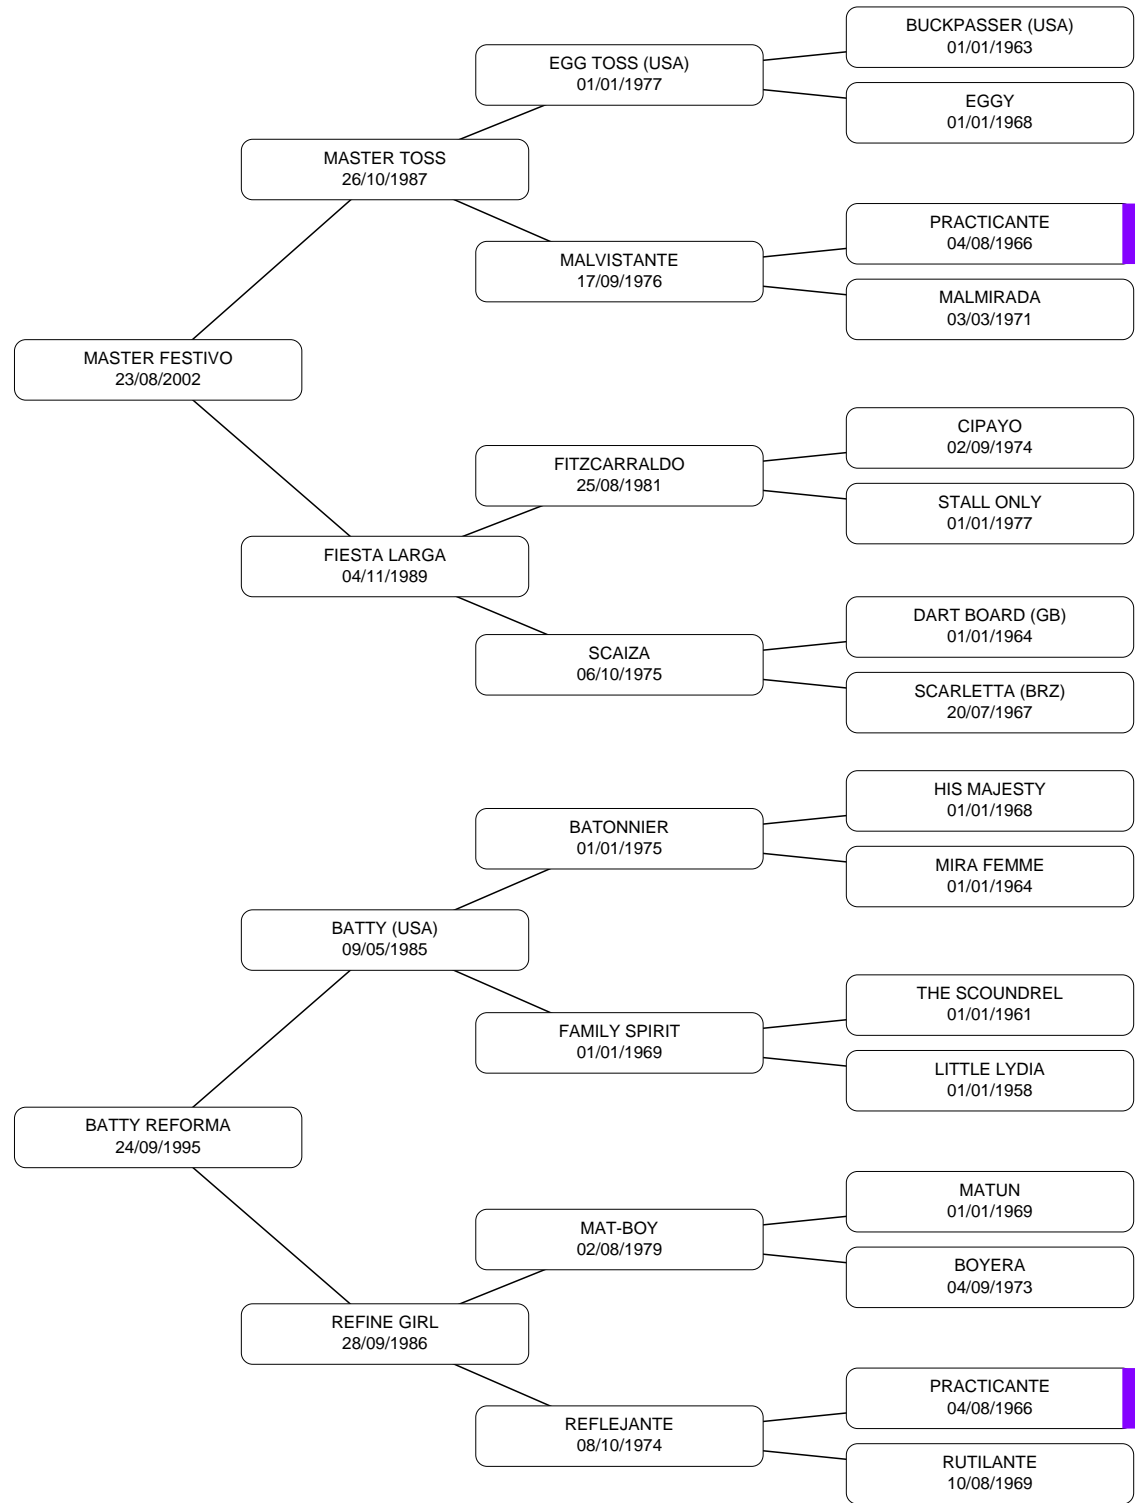 BUCKPASSER (USA)
01/01/1963
EGG TOSS (USA)
01/01/1977
EGGY
01/01/1968
MASTER TOSS
26/10/1987
PRACTICANTE
04/08/1966
MALVISTANTE
17/09/1976
MALMIRADA
03/03/1971
MASTER FESTIVO
23/08/2002
CIPAYO
02/09/1974
FITZCARRALDO
25/08/1981
STALL ONLY
01/01/1977
FIESTA LARGA
04/11/1989
DART BOARD (GB)
01/01/1964
SCAIZA
06/10/1975
SCARLETTA (BRZ)
20/07/1967
HIS MAJESTY
01/01/1968
BATONNIER
01/01/1975
MIRA FEMME
01/01/1964
BATTY (USA)
09/05/1985
THE SCOUNDREL
01/01/1961
FAMILY SPIRIT
01/01/1969
LITTLE LYDIA
01/01/1958
BATTY REFORMA
24/09/1995
MATUN
01/01/1969
MAT-BOY
02/08/1979
BOYERA
04/09/1973
REFINE GIRL
28/09/1986
PRACTICANTE
04/08/1966
REFLEJANTE
08/10/1974
RUTILANTE
10/08/1969